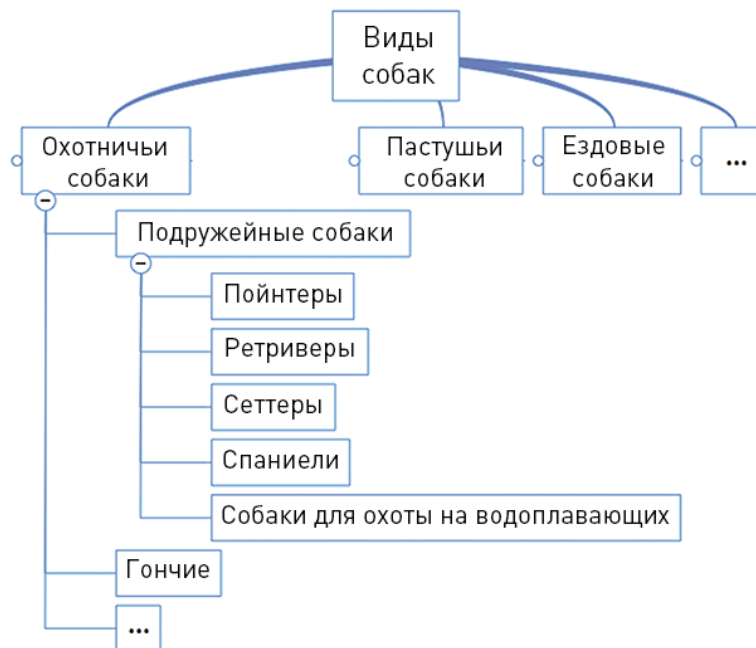 Виды
собак
Охотничьи
собаки
Пастушьи
собаки
Ездовые
собаки
...
Подружейные собаки
Пойнтеры
Ретриверы
Сеттеры
Спаниели
Собаки для охоты на водоплавающих
Гончие
...